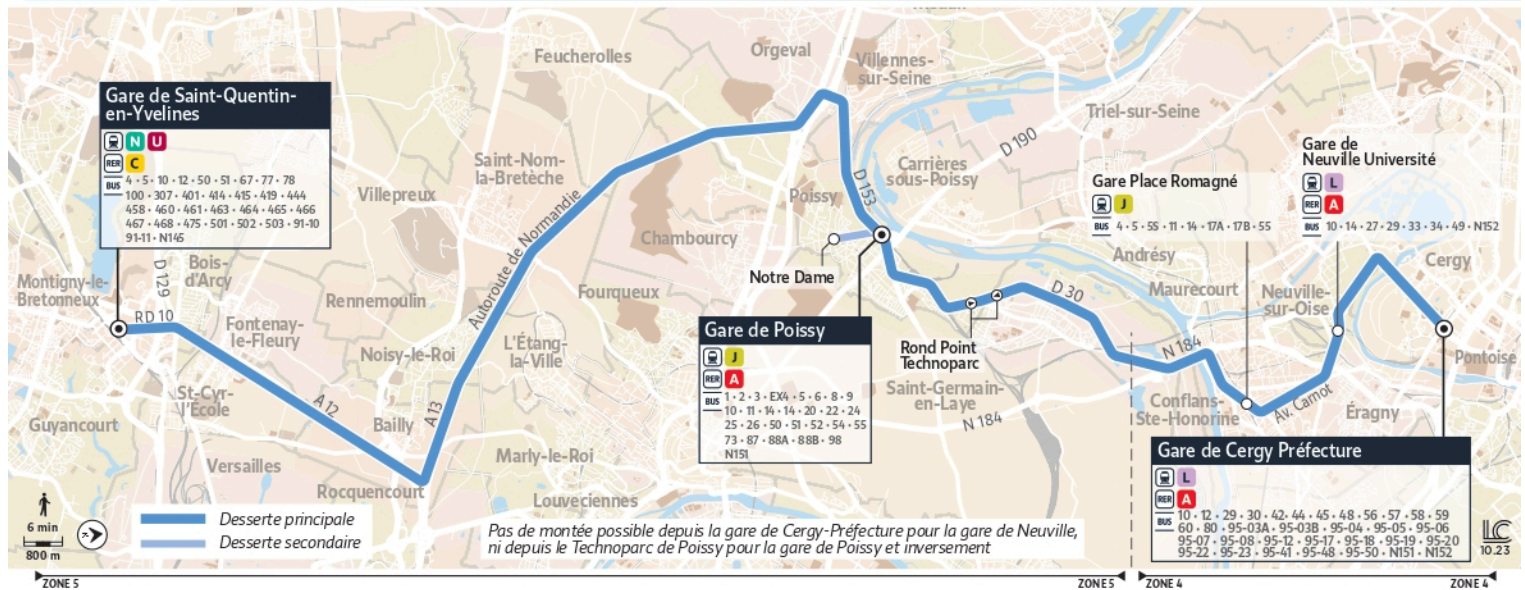 Orgeval
Feucherolles
Villennes-
sur-Seine
Triel-sur-Seine
D 190
Gare de Saint-Quentin-
en-Yvelines
N U
RER C
BUS 4 • 5 • 10 • 12 • 50 • 51 • 67 • 77 • 78
100 • 307 • 401 • 414 • 415 • 419 • 444
458 • 460 • 461 • 463 • 464 • 465 • 466
467 • 468 • 475 • 501 • 502 • 503 • 91-10
91-11 • N145
Saint-Nom-
la-Bretèche
Villepreux
Carrières
sous-Poissy
Poissy
D 153
Gare Place Romagné
J
BUS 4 • 5 • 5S • 11 • 14 • 17A • 17B • 55
Gare de
Neuville Université
L
RER A
BUS 10 • 14 • 27 • 29 • 33 • 34 • 49 • N152
Chambourcy
Autoroute de Normandie
Notre Dame
Andrésy
Cergy
Maurecourt
Neuville-
sur-Oise
Montigny-le-
Bretonneux
D 129
Bois-
d'Arcy
RD 10
Rennemoulin
Fourqueux
D 30
Fontenay-
le-Fleury
Noisy-le-Roi
L'Étang-
la-Ville
Gare de Poissy
J
RER A
BUS 1 • 2 • 3 • EX4 • 5 • 6 • 8 • 9
10 • 11 • 14 • 14 • 20 • 22 • 24
25 • 26 • 50 • 51 • 52 • 54 • 55
73 • 87 • 88A • 88B • 98
N151
Rond Point
Technoparc
N 184
Pontoise
Saint-Germain-
en-Laye
N 184
Conflans-
Ste-Honorine
Av. Carnot
Éragny
St-Cyr-
l'École
A 12
A 13
Guyancourt
Bailly
Versailles
Marly-le-Roi
Rocquencourt
Louveciennes
Gare de Cergy Préfecture
L
RER A
BUS 10 • 12 • 29 • 30 • 42 • 44 • 45 • 48 • 56 • 57 • 58 • 59
60 • 80 • 95-03A • 95-03B • 95-04 • 95-05 • 95-06
95-07 • 95-08 • 95-12 • 95-17 • 95-18 • 95-19 • 95-20
95-22 • 95-23 • 95-41 • 95-48 • 95-50 • N151 • N152
LC
10.23
6 min
800 m
Desserte principale
Desserte secondaire
Pas de montée possible depuis la gare de Cergy-Préfecture pour la gare de Neuville,
ni depuis le Technoparc de Poissy pour la gare de Poissy et inversement
ZONE 5
ZONE 5
ZONE 4
ZONE 4